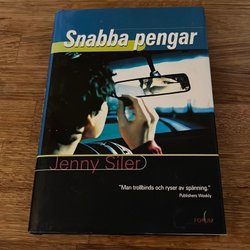 Snabba pengar
Jenny Siler
"Man trollbinds och ryser av spänning."
Publishers Weekly
FORUM